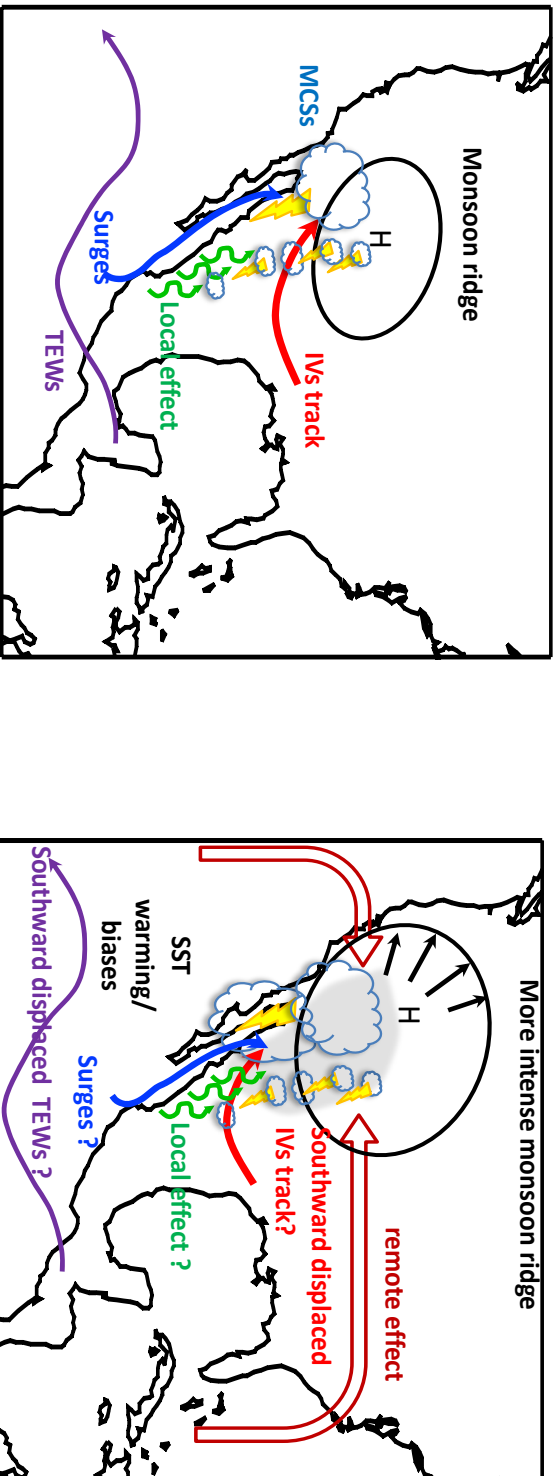 Monsoon ridge
H
MCSs
IVs track
Local effect
Surges
TEWs
More intense monsoon ridge
H
remote effect
Southward displaced
IVs track?
SST
warming/
biases
Local effect ?
Surges ?
Southward displaced TEWs ?